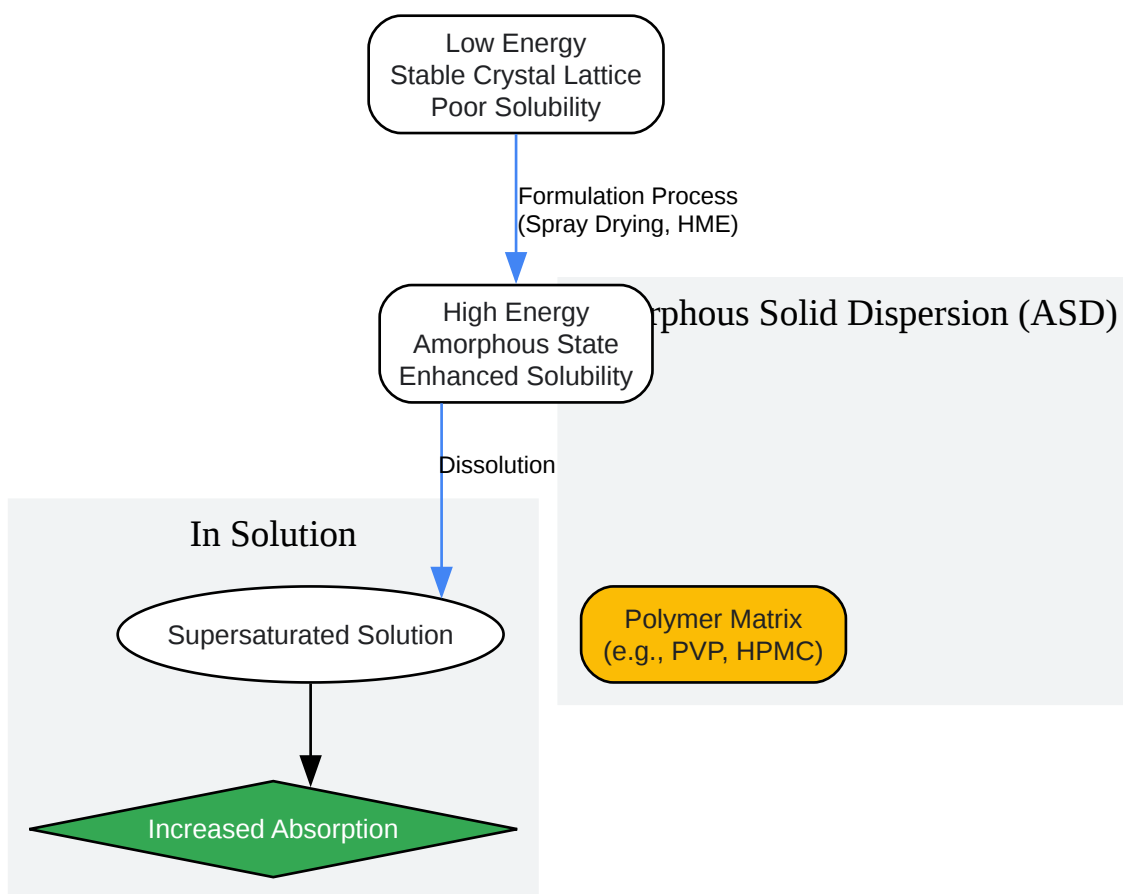 Low Energy
Stable Crystal Lattice
Poor Solubility
Formulation Process
(Spray Drying, HME)
High Energy
Amorphous State
Enhanced Solubility
Solid Dispersion (ASD)
Dissolution
In Solution
Supersaturated Solution
Polymer Matrix
(e.g., PVP, HPMC)
Increased Absorption